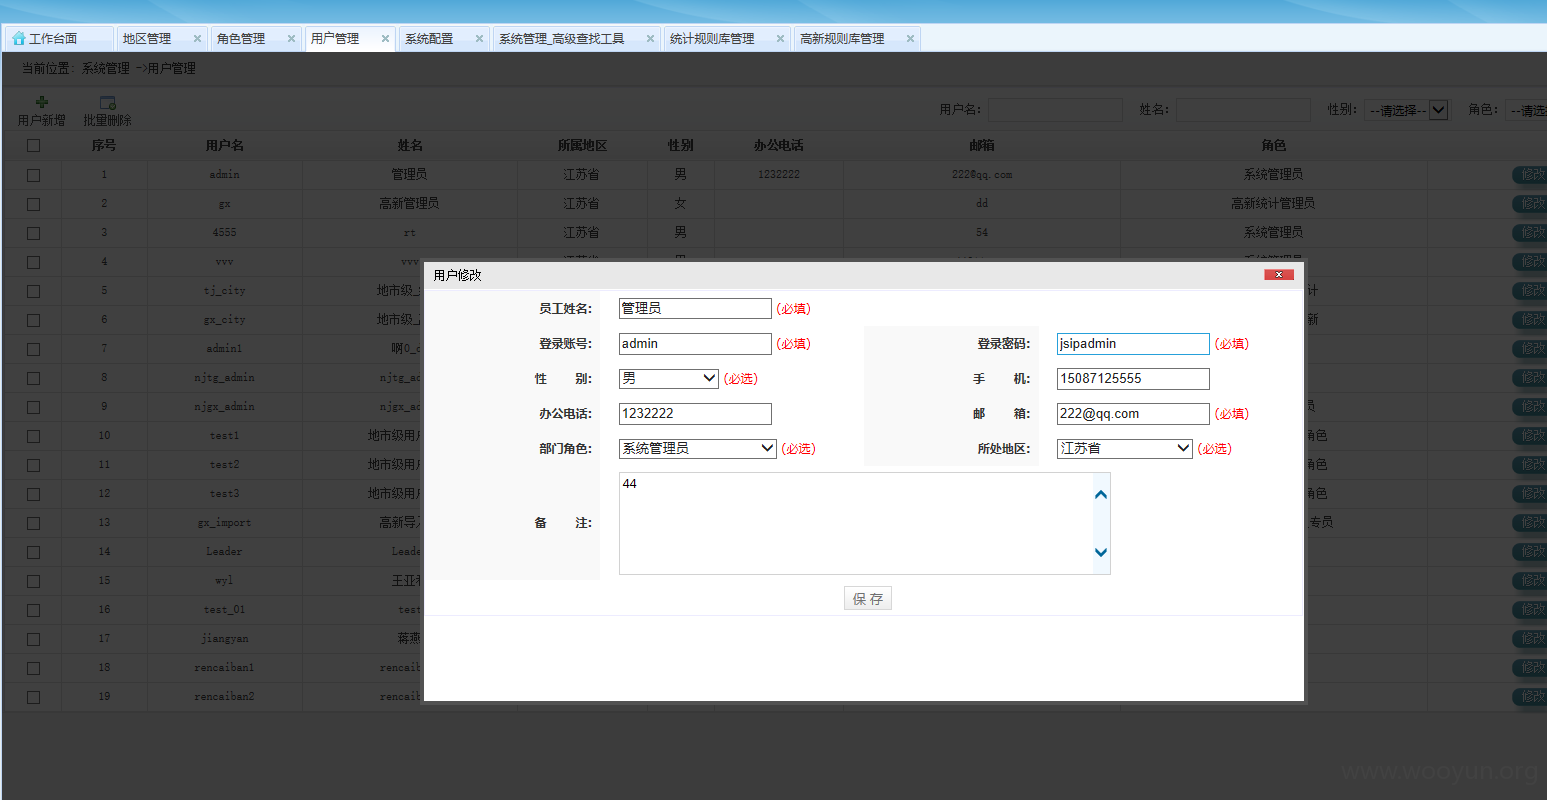 工作台面 地区管理 角色管理 用户管理 系统配置 系统管理_高级查找工具 统计规则库管理 高新规则库管理
当前位置: 系统管理 ->用户管理
用户新增 批量删除 用户名: 姓名: 性别: --请选择-- 角色: --请选
序号 用户名 姓名 所属地区 性别 办公电话 邮箱 角色
1 admin 管理员 江苏省 男 1232222 222@qq.com 系统管理员 修改
2 gx 高新管理员 江苏省 女 dd 高新统计管理员 修改
3 4555 rt 江苏省 男 54 系统管理员 修改
4 vvv vvv 修改
5 tj_city 地市级_ 计 修改
6 gx_city 地市级_ 新 修改
7 admin1 啊0_ 修改
8 njtg_admin njtg_a 修改
9 njgx_admin njgx_a 员 修改
10 test1 地市级用户 角色 修改
11 test2 地市级用户 角色 修改
12 test3 地市级用户 角色 修改
13 gx_import 高新导 专员 修改
14 Leader Leade 修改
15 wyl 王亚 修改
16 test_01 test 修改
17 jiangyan 蒋燕 修改
18 rencaiban1 rencaib 修改
19 rencaiban2 rencaib 修改
用户修改
员工姓名: 管理员 (必填)
登录账号: admin (必填) 登录密码: jsipadmin (必填)
性 别: 男 (必选) 手 机: 15087125555
办公电话: 1232222 邮 箱: 222@qq.com (必填)
部门角色: 系统管理员 (必选) 所处地区: 江苏省 (必选)
备 注: 44
保 存
www.wooyun.org